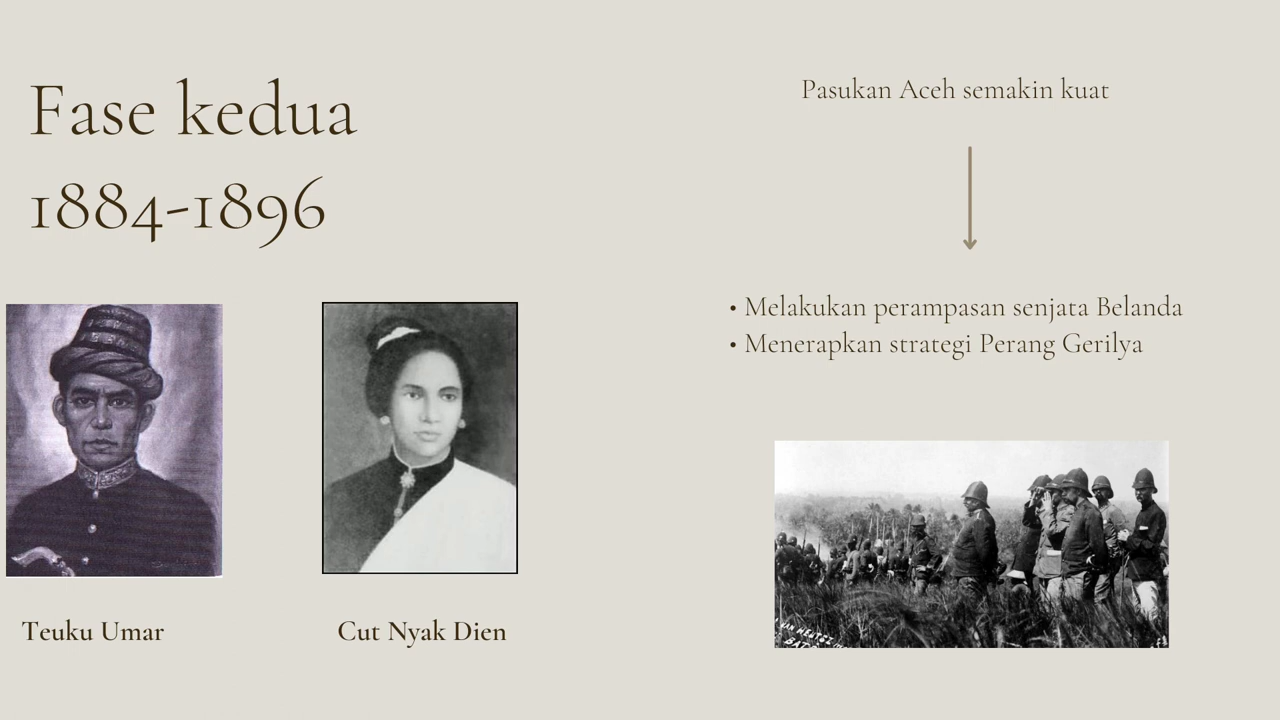 Fase kedua
1884-1896
Teuku Umar
Cut Nyak Dien
Pasukan Aceh semakin kuat
• Melakukan perampasan senjata Belanda
• Menerapkan strategi Perang Gerilya